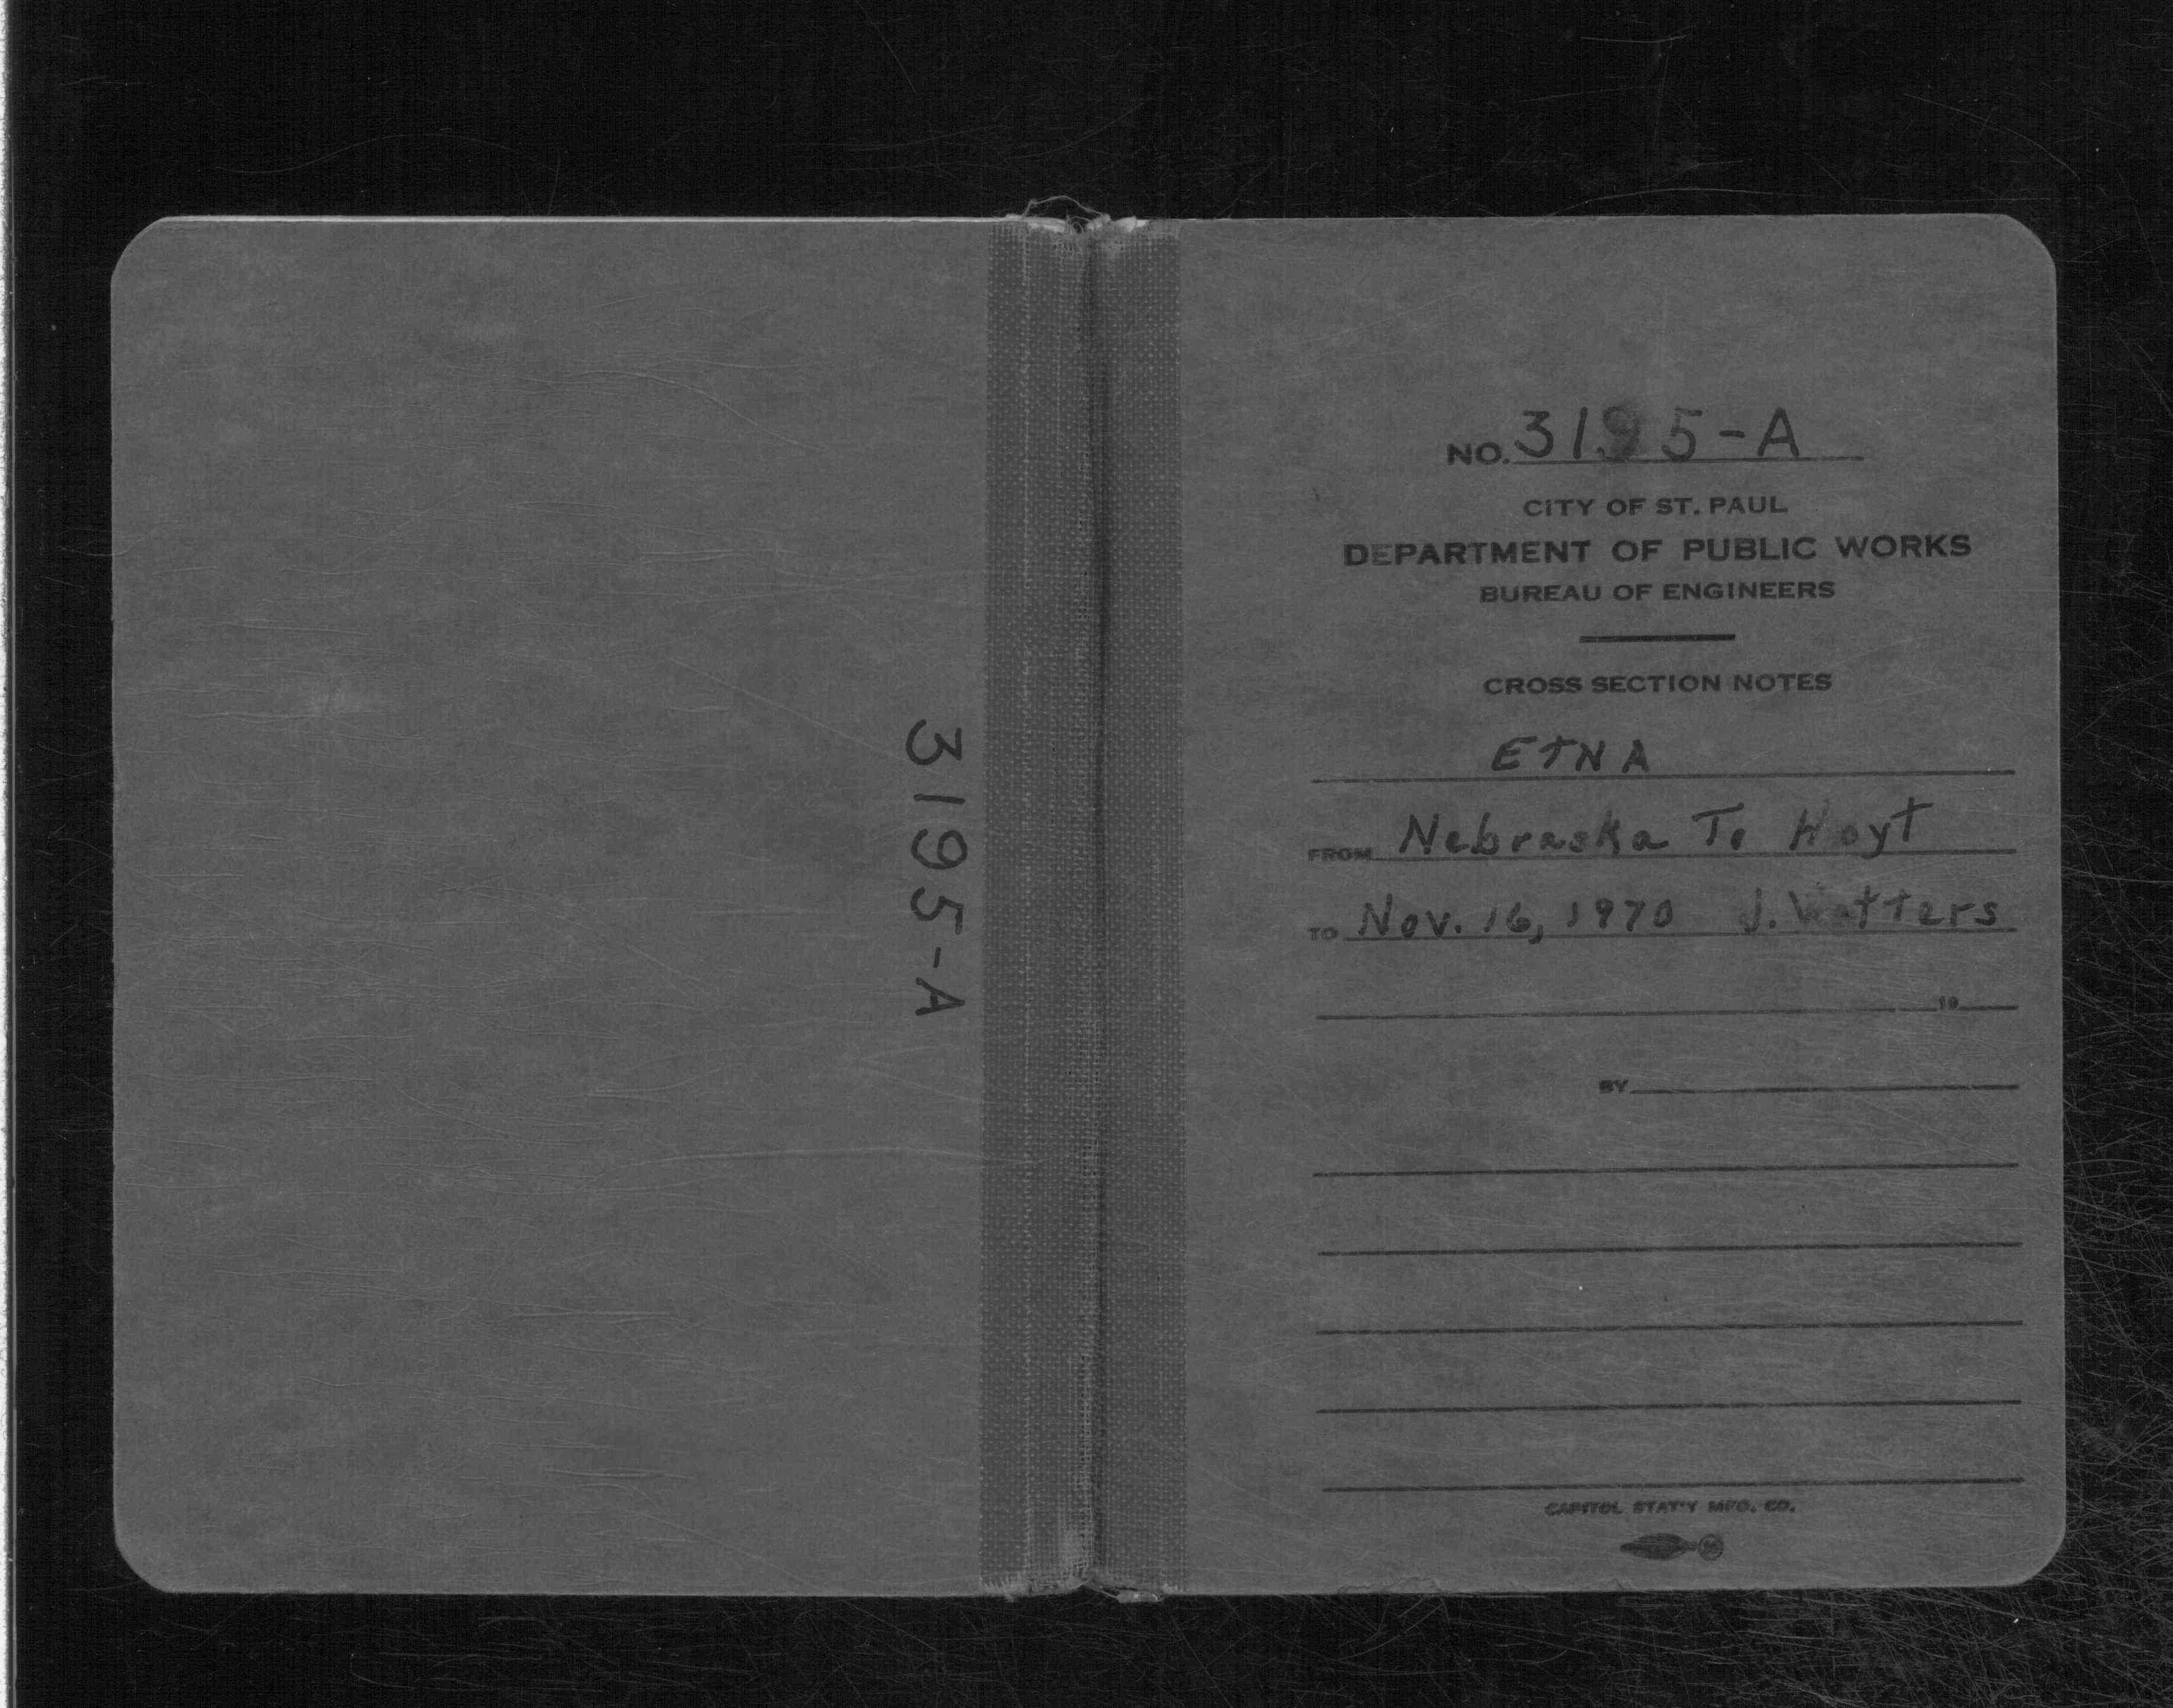 3195-A
NO. 3195-A
CITY OF ST. PAUL
DEPARTMENT OF PUBLIC WORKS
BUREAU OF ENGINEERS
CROSS SECTION NOTES
ETNA
FROM Nebraska To Hoyt
TO Nov. 16, 1970 J. Watters
19
BY
CAPITOL STAT'Y MFG. CO.